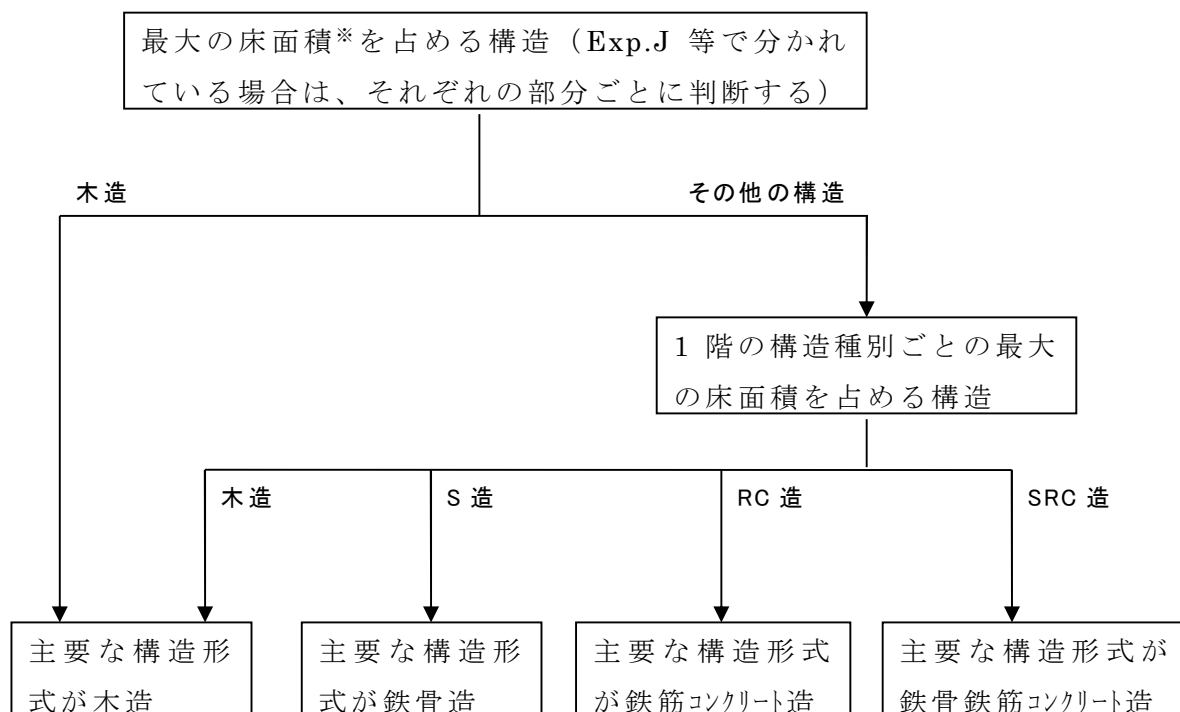 最大の床面積※を占める構造（Exp.J 等で分かれ
ている場合は、それぞれの部分ごとに判断する）
木造
その他の構造
1 階の構造種別ごとの最大
の床面積を占める構造
木造
S 造
RC 造
SRC 造
主要な構造形
式が木造
主要な構造形
式が鉄骨造
主要な構造形式
が鉄筋コンクリート造
主要な構造形式が
鉄骨鉄筋コンクリート造